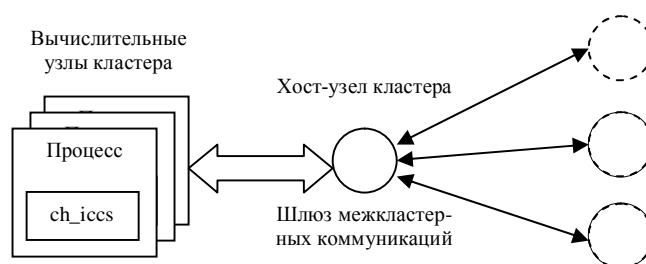 Вычислительные
узлы кластера
Хост-узел кластера
Процесс
ch_iccs
Шлюз межкластер-
ных коммуникаций